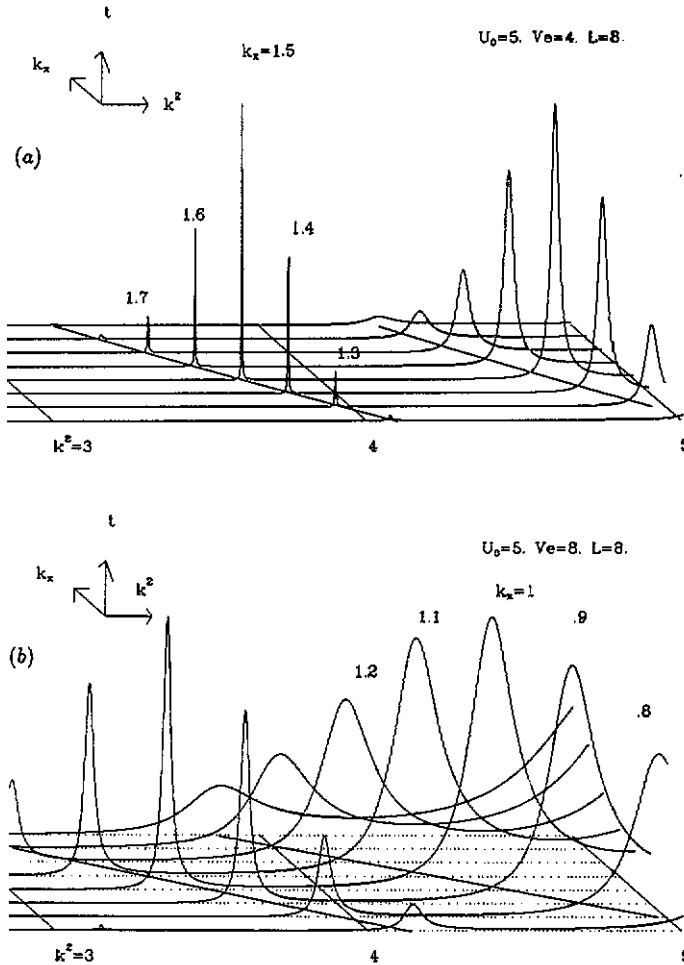 t
U₀=5. Ve=4. L=8.
kₓ=1.5
kₓ
k²
(a)
1.6
1.4
1.7
1.3
k²=3
4
5
t
U₀=5. Ve=8. L=8.
kₓ
k²
kₓ=1
1.1
.9
(b)
1.2
.8
k²=3
4